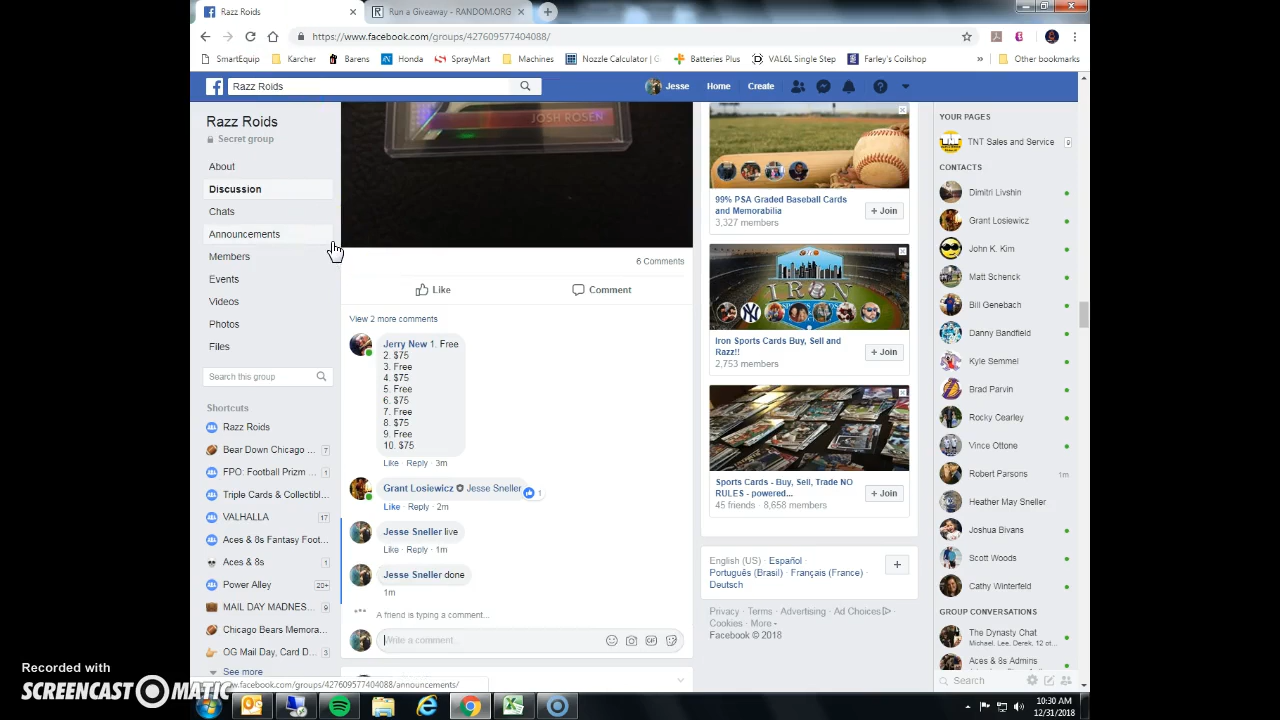 Razz Roids
Run a Giveaway - RANDOM.ORG
https://www.facebook.com/groups/427609577404088/
SmartEquip Karcher Barens Honda SprayMart Machines Nozzle Calculator | G Batteries Plus VAL6L Single Step Farley's Coilshop » Other bookmarks
Razz Roids
Jesse Home Create
Razz Roids
Secret group
About
Discussion
Chats
Announcements
Members
Events
Videos
Photos
Files
Search this group
Shortcuts
Razz Roids
Bear Down Chicago ... 7
FPO: Football Prizm ... 1
Triple Cards & Collectibl...
VALHALLA 17
Aces & 8s Fantasy Foot...
Aces & 8s 1
Power Alley 20+
MAIL DAY MADNES... 9
Chicago Bears Memora...
OG Mail Day, Card D... 3
See more
www.facebook.com/groups/427609577404088/announcements/
JOSH ROSEN
6 Comments
Like Comment
View 2 more comments
Jerry New 1. Free
2. $75
3. Free
4. $75
5. Free
6. $75
7. Free
8. $75
9. Free
10. $75
Like · Reply · 3m
Grant Losiewicz Jesse Sneller
1
Like · Reply · 2m
Jesse Sneller live
Like · Reply · 1m
Jesse Sneller done
1m
A friend is typing a comment...
Write a comment...
99% PSA Graded Baseball Cards
and Memorabilia
3,327 members
+ Join
IRON
Iron Sports Cards Buy, Sell and
Razz!!
2,753 members
+ Join
Sports Cards - Buy, Sell, Trade NO
RULES - powered...
45 friends · 8,658 members
+ Join
English (US) · Español ·
Português (Brasil) · Français (France) ·
Deutsch
+
Privacy · Terms · Advertising · Ad Choices ·
Cookies · More
Facebook © 2018
YOUR PAGES
TNT Sales and Service 9
CONTACTS
Dimitri Livshin
Grant Losiewicz
John K. Kim
Matt Schenck
Bill Genebach
Danny Bandfield
Kyle Semmel
Brad Parvin
Rocky Cearley
Vince Ottone
Robert Parsons 1m
Heather May Sneller
Joshua Bivans
Scott Woods
Cathy Winterfeld
GROUP CONVERSATIONS
The Dynasty Chat
Michael, Lee, Derek, 12 ot...
Aces & 8s Admins
Search
10:30 AM
12/31/2018
Recorded with
SCREENCAST MATIC